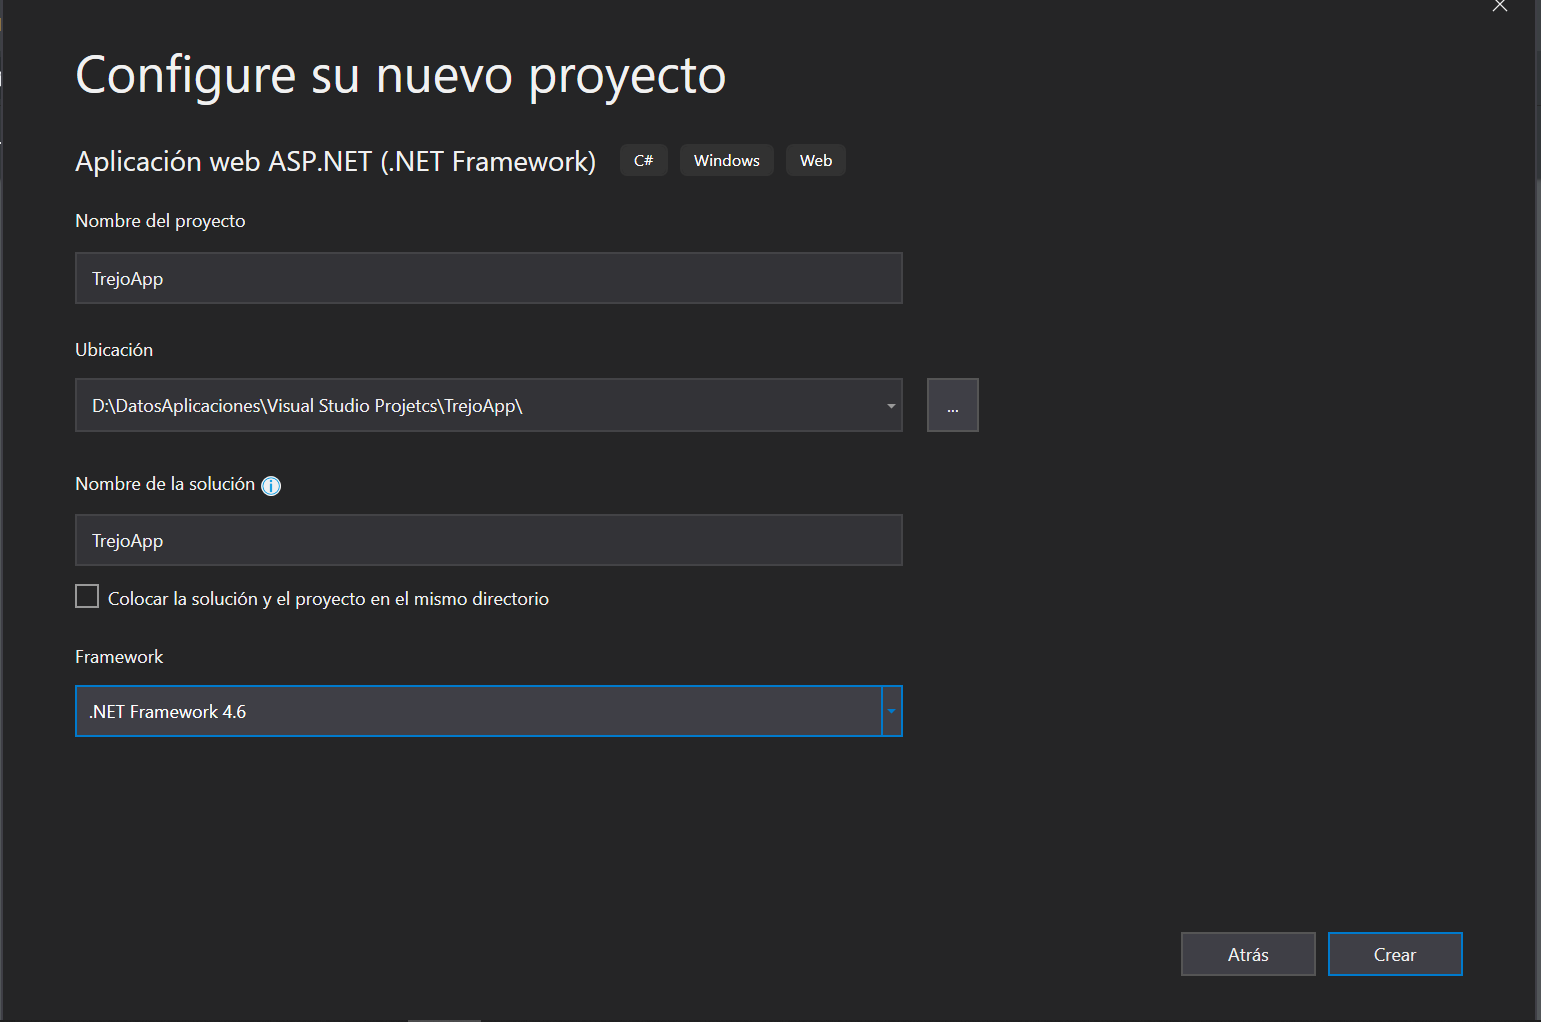 Configure su nuevo proyecto
Aplicación web ASP.NET (.NET Framework) C# Windows Web
Nombre del proyecto
TrejoApp
Ubicación
D:\DatosAplicaciones\Visual Studio Projetcs\TrejoApp\
...
Nombre de la solución
TrejoApp
Colocar la solución y el proyecto en el mismo directorio
Framework
.NET Framework 4.6
Atrás Crear